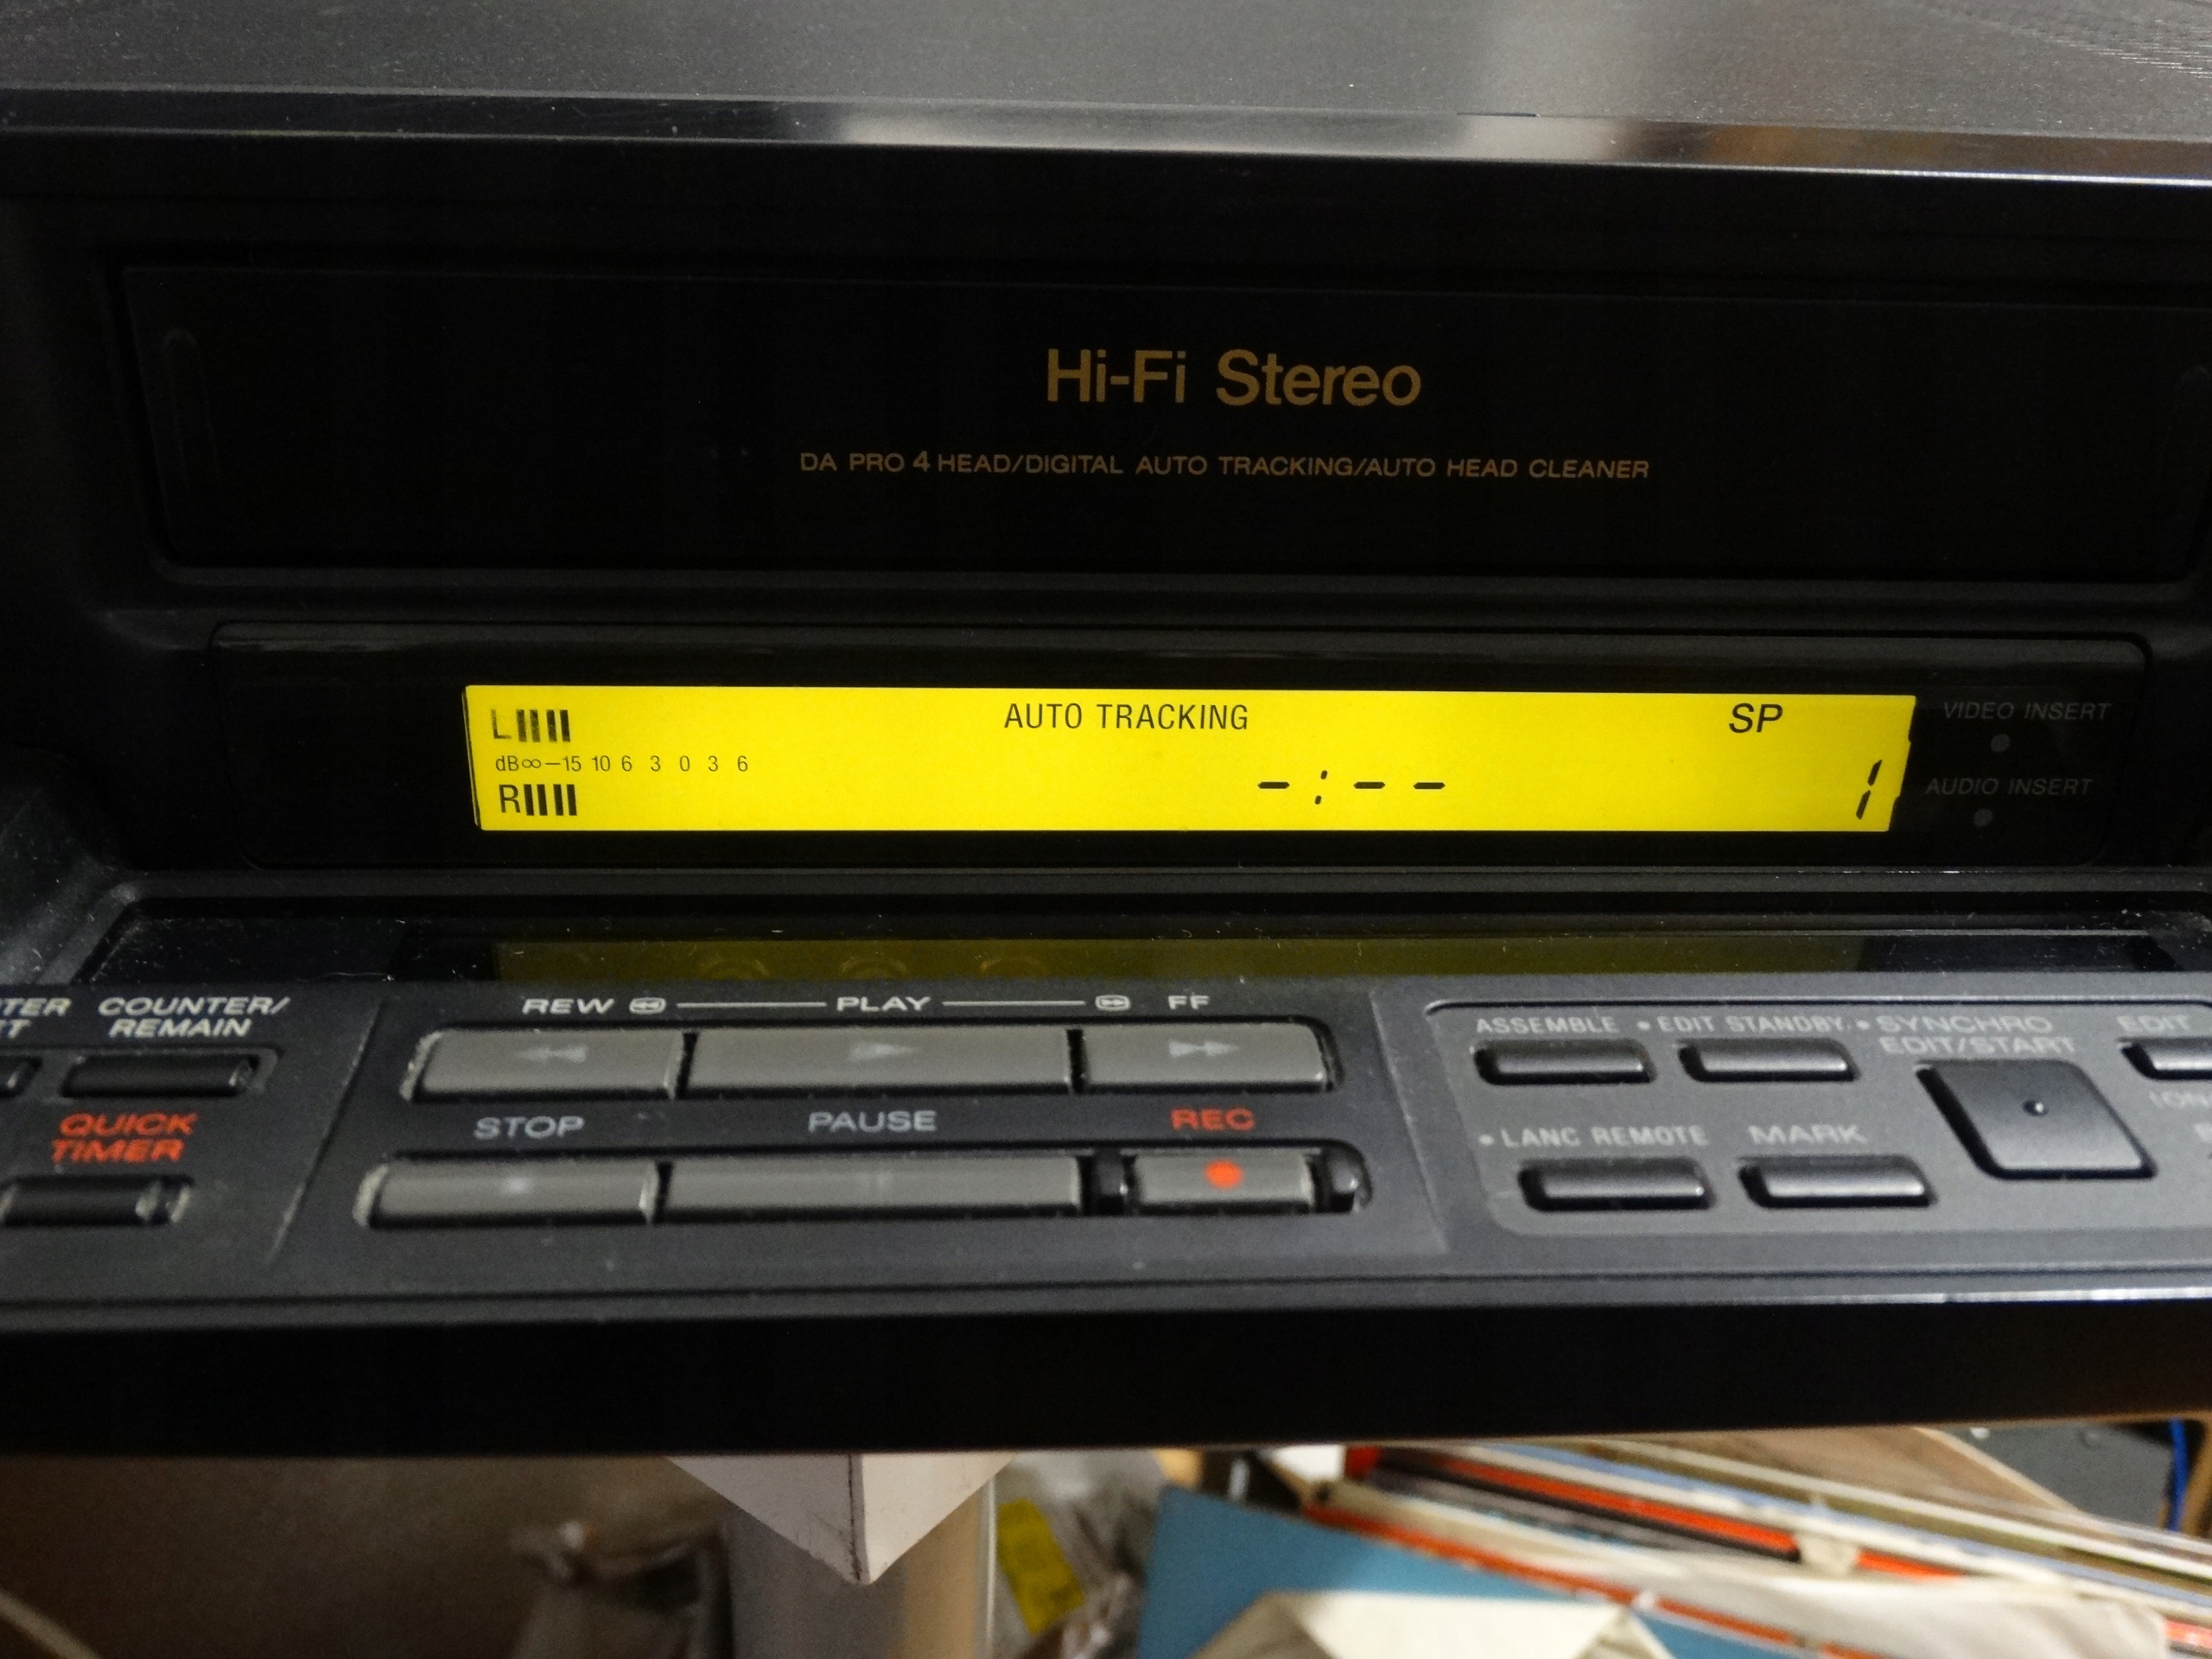 Hi-Fi Stereo
DA PRO 4 HEAD/DIGITAL AUTO TRACKING/AUTO HEAD CLEANER
L AUTO TRACKING SP
dB∞−15 10 6 3 0 3 6
R -:-- 1
VIDEO INSERT
AUDIO INSERT
COUNTER/
REMAIN
QUICK
TIMER
REW PLAY FF
STOP PAUSE REC
ASSEMBLE • EDIT STANDBY • SYNCHRO
EDIT/START
EDIT
• LANC REMOTE MARK